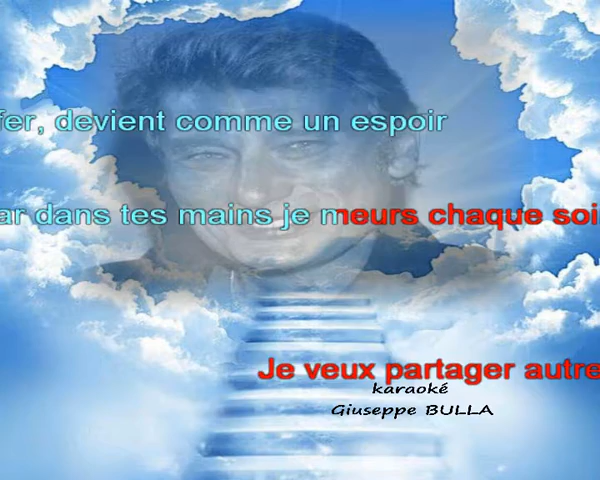 fer, devient comme un espoir
ar dans tes mains je meurs chaque soi
Je veux partager autre
karaoké
Giuseppe BULLA